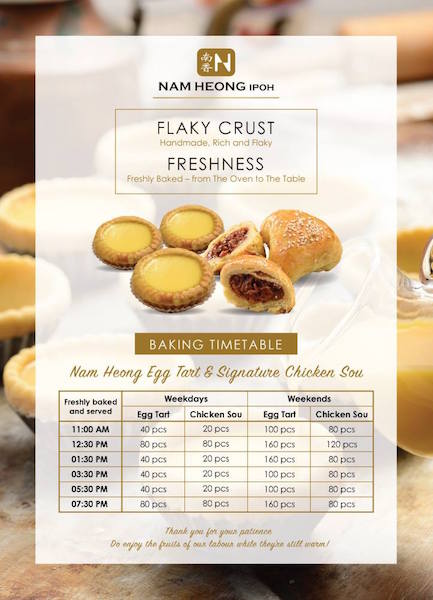 南香 N
NAM HEONG IPOH
FLAKY CRUST
Handmade, Rich and Flaky
FRESHNESS
Freshly Baked – from The Oven to The Table
BAKING TIMETABLE
Nam Heong Egg Tart & Signature Chicken Sou
Freshly baked and served Weekdays Weekends
Egg Tart Chicken Sou Egg Tart Chicken Sou
11:00 AM 40 pcs 20 pcs 100 pcs 80 pcs
12:30 PM 80 pcs 80 pcs 160 pcs 120 pcs
01:30 PM 40 pcs 20 pcs 160 pcs 80 pcs
03:30 PM 40 pcs 20 pcs 100 pcs 80 pcs
05:30 PM 40 pcs 20 pcs 160 pcs 80 pcs
07:30 PM 80 pcs 80 pcs 160 pcs 80 pcs
Thank you for your patience
Do enjoy the fruits of our labour while they're still warm!